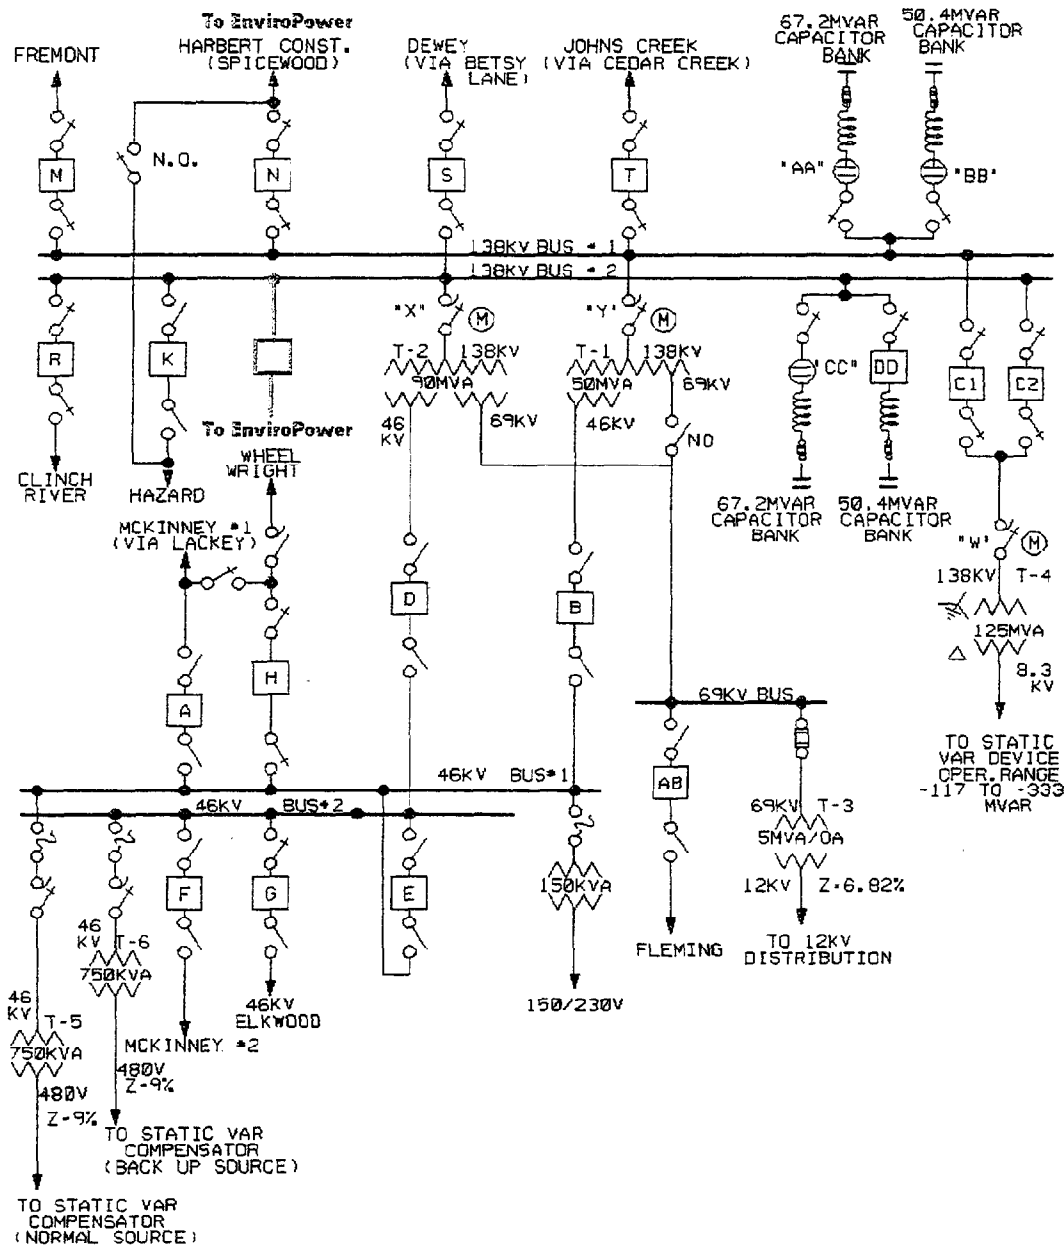 To EnviroPower
HARBERT CONST.
(SPICEWOOD)
FREMONT
DEWEY
(VIA BETSY
LANE)
JOHNS CREEK
(VIA CEDAR CREEK)
67.2MVAR
CAPACITOR
BANK
50.4MVAR
CAPACITOR
BANK
N.O.
M
N
S
T
"AA"
"BB"
138KV BUS #1
138KV BUS #2
"X"
M
"Y"
M
R
K
T-2
138KV
90MVA
46
KV
69KV
T-1
138KV
50MVA
46KV
69KV
NO
"CC"
DD
C1
C2
To EnviroPower
WHEEL
WRIGHT
CLINCH
RIVER
HAZARD
67.2MVAR
CAPACITOR
BANK
50.4MVAR
CAPACITOR
BANK
MCKINNEY #1
(VIA LACKEY)
"W"
M
138KV
T-4
125MVA
8.3
KV
D
B
H
A
69KV BUS
TO STATIC
VAR DEVICE
OPER.RANGE
-117 TO -333
MVAR
46KV
BUS#1
46KV
BUS#2
AB
69KV
T-3
5MVA/OA
12KV
Z-6.82%
F
G
E
150KVA
FLEMING
TO 12KV
DISTRIBUTION
46
KV
T-6
750KVA
46KV
ELKWOOD
150/230V
46
KV
T-5
750KVA
MCKINNEY #2
480V
Z-9%
480V
Z-9%
TO STATIC VAR
COMPENSATOR
(BACK UP SOURCE)
TO STATIC VAR
COMPENSATOR
(NORMAL SOURCE)